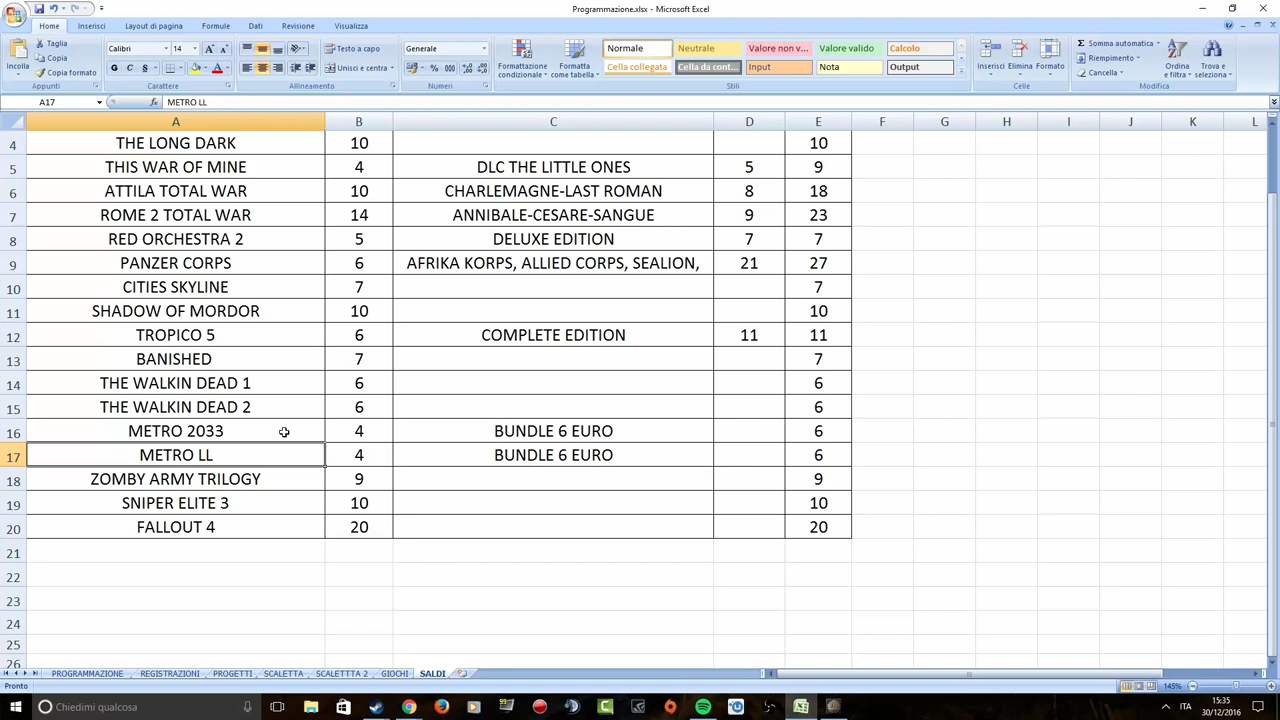 Programmazione.xlsx - Microsoft Excel
Home Inserisci Layout di pagina Formule Dati Revisione Visualizza
Incolla Taglia Copia Copia formato Appunti
Calibri 14 G C S Carattere
Testo a capo Unisci e centra Allineamento
Generale % 000 Numeri
Formattazione condizionale Formatta come tabella
Normale Neutrale Valore non v... Valore valido Calcolo
Cella collegata Cella da cont... Input Nota Output
Stili
Inserisci Elimina Formato Celle
Somma automatica Riempimento Cancella Ordina e filtra Trova e seleziona Modifica
A17 fx METRO LL
A B C D E F G H I J K L
4 THE LONG DARK 10 10
5 THIS WAR OF MINE 4 DLC THE LITTLE ONES 5 9
6 ATTILA TOTAL WAR 10 CHARLEMAGNE-LAST ROMAN 8 18
7 ROME 2 TOTAL WAR 14 ANNIBALE-CESARE-SANGUE 9 23
8 RED ORCHESTRA 2 5 DELUXE EDITION 7 7
9 PANZER CORPS 6 AFRIKA KORPS, ALLIED CORPS, SEALION, 21 27
10 CITIES SKYLINE 7 7
11 SHADOW OF MORDOR 10 10
12 TROPICO 5 6 COMPLETE EDITION 11 11
13 BANISHED 7 7
14 THE WALKIN DEAD 1 6 6
15 THE WALKIN DEAD 2 6 6
16 METRO 2033 4 BUNDLE 6 EURO 6
17 METRO LL 4 BUNDLE 6 EURO 6
18 ZOMBY ARMY TRILOGY 9 9
19 SNIPER ELITE 3 10 10
20 FALLOUT 4 20 20
21
22
23
24
25
26
PROGRAMMAZIONE REGISTRAZIONI PROGETTI SCALETTA SCALETTTA 2 GIOCHI SALDI
Pronto 145%
Chiedimi qualcosa ITA 15:35
30/12/2016